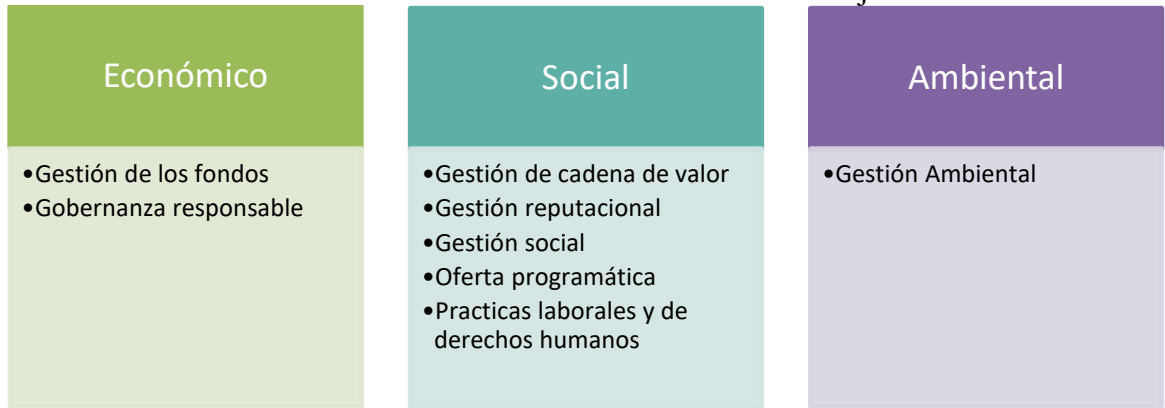 Económico
•Gestión de los fondos
•Gobernanza responsable
Social
•Gestión de cadena de valor
•Gestión reputacional
•Gestión social
•Oferta programática
•Practicas laborales y de
derechos humanos
Ambiental
•Gestión Ambiental